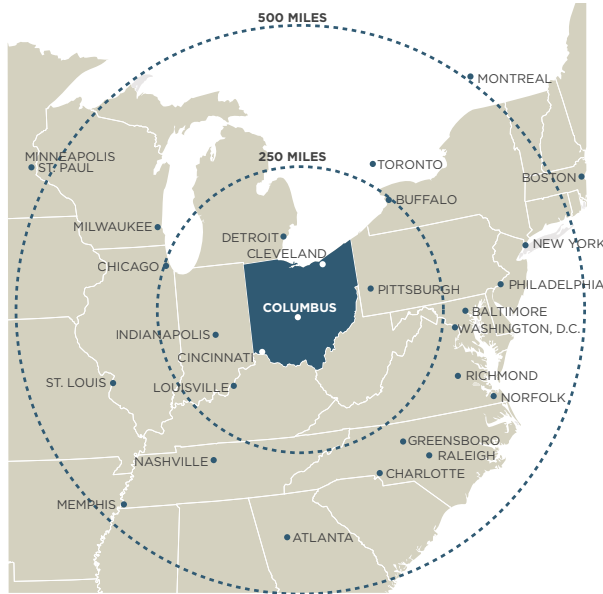 500 MILES
MONTREAL
MINNEAPOLIS
ST. PAUL
250 MILES
TORONTO
BOSTON
BUFFALO
MILWAUKEE
DETROIT
NEW YORK
CLEVELAND
CHICAGO
PITTSBURGH
PHILADELPHIA
COLUMBUS
BALTIMORE
INDIANAPOLIS
WASHINGTON, D.C.
CINCINNATI
RICHMOND
ST. LOUIS
LOUISVILLE
NORFOLK
GREENSBORO
RALEIGH
NASHVILLE
CHARLOTTE
MEMPHIS
ATLANTA